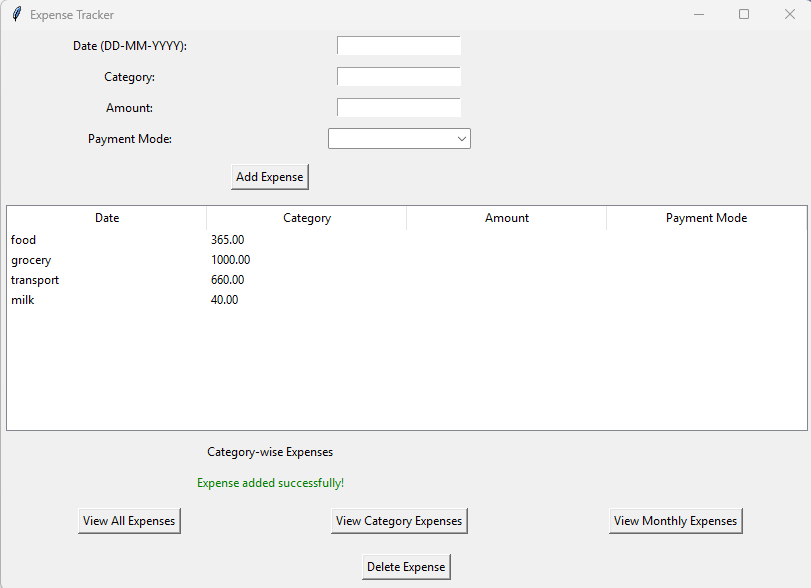 Expense Tracker
Date (DD-MM-YYYY):
Category:
Amount:
Payment Mode:
Add Expense
Date Category Amount Payment Mode
food 365.00
grocery 1000.00
transport 660.00
milk 40.00
Category-wise Expenses
Expense added successfully!
View All Expenses View Category Expenses View Monthly Expenses
Delete Expense